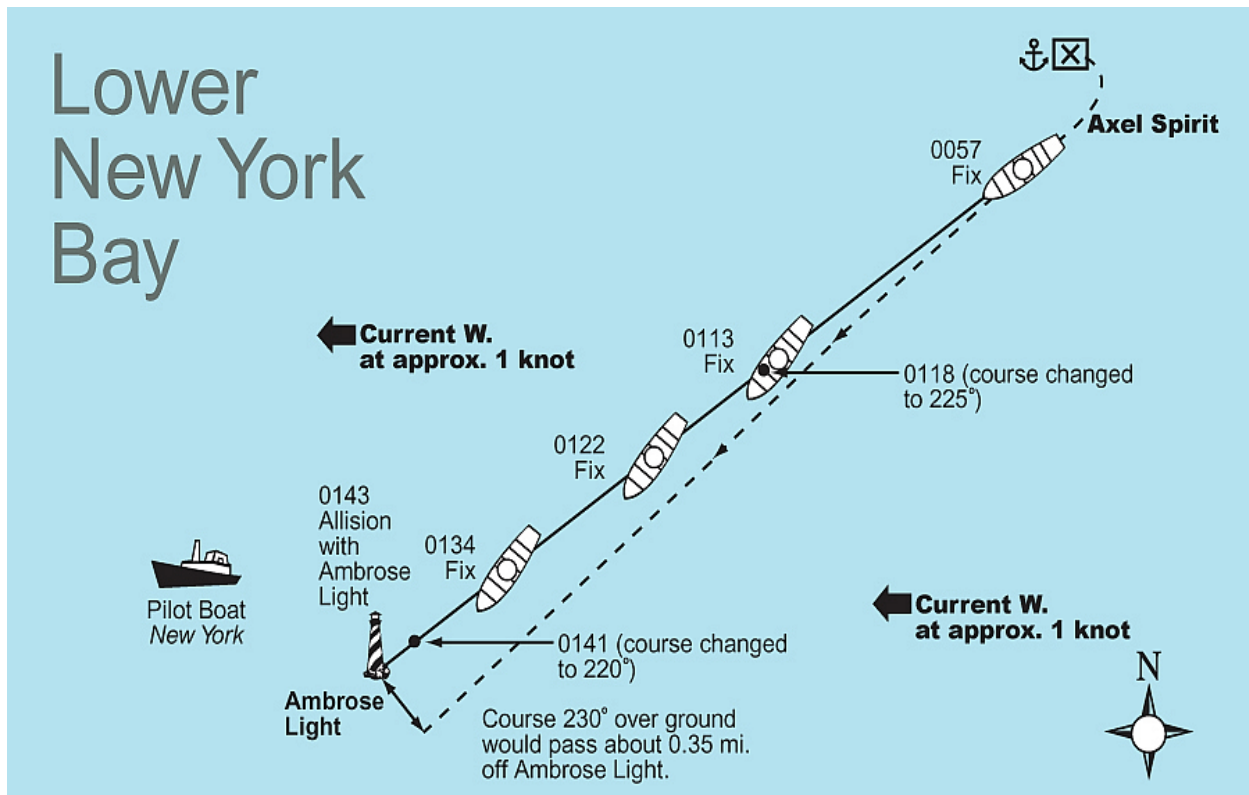 Lower
New York
Bay
Axel Spirit
0057
Fix
Current W.
at approx. 1 knot
0113
Fix
0118 (course changed
to 225°)
0122
Fix
0143
Allision
with
Ambrose
Light
0134
Fix
Pilot Boat
New York
Current W.
at approx. 1 knot
0141 (course changed
to 220°)
N
Ambrose
Light
Course 230° over ground
would pass about 0.35 mi.
off Ambrose Light.